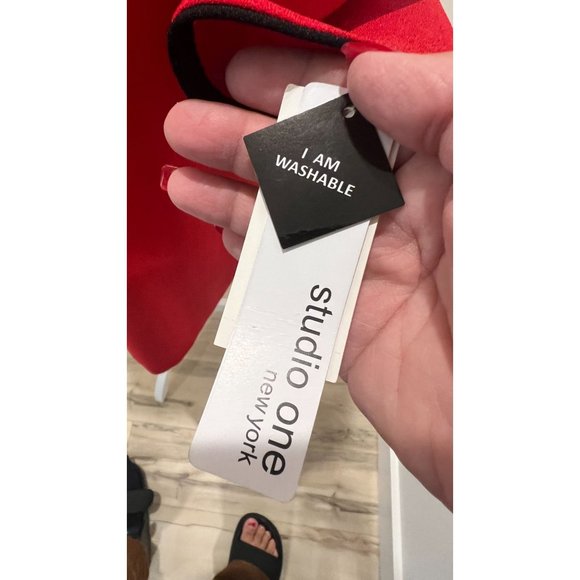 I AM
WASHABLE
studio one
new york